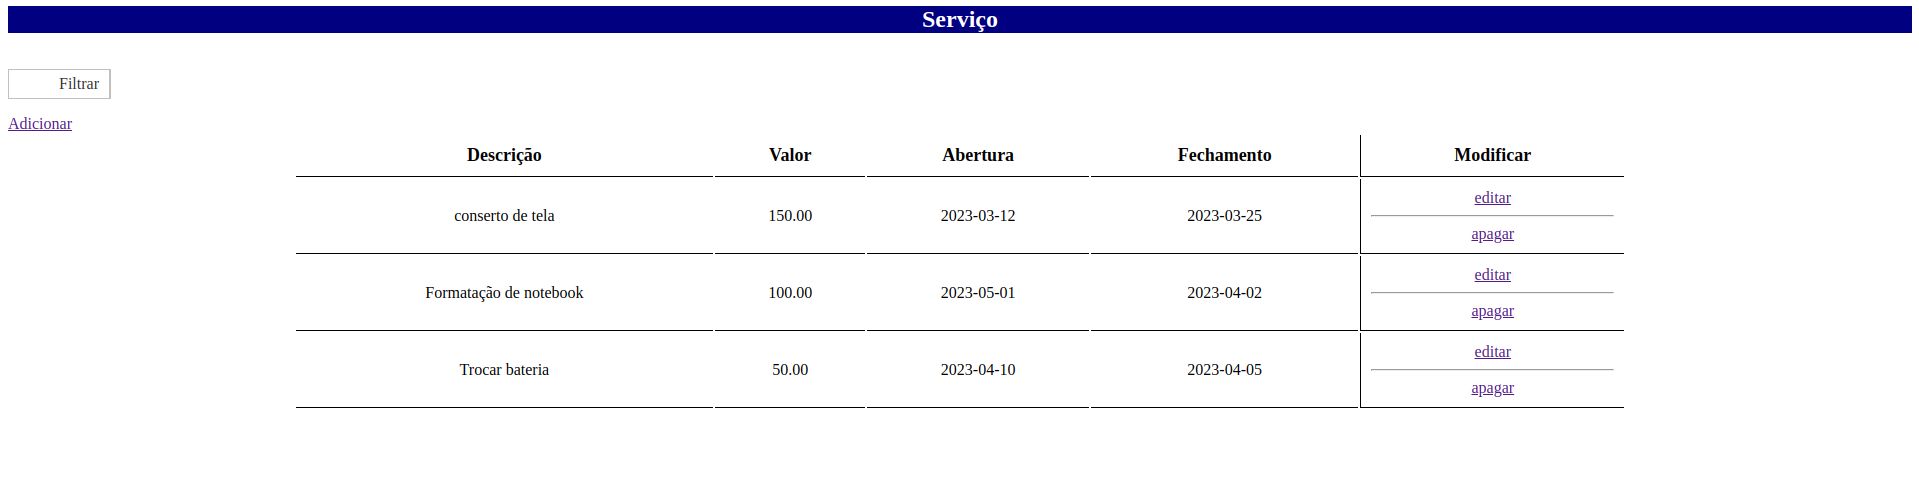 Serviço
Filtrar
Adicionar
Descrição Valor Abertura Fechamento Modificar
conserto de tela 150.00 2023-03-12 2023-03-25 editar
apagar
Formatação de notebook 100.00 2023-05-01 2023-04-02 editar
apagar
Trocar bateria 50.00 2023-04-10 2023-04-05 editar
apagar